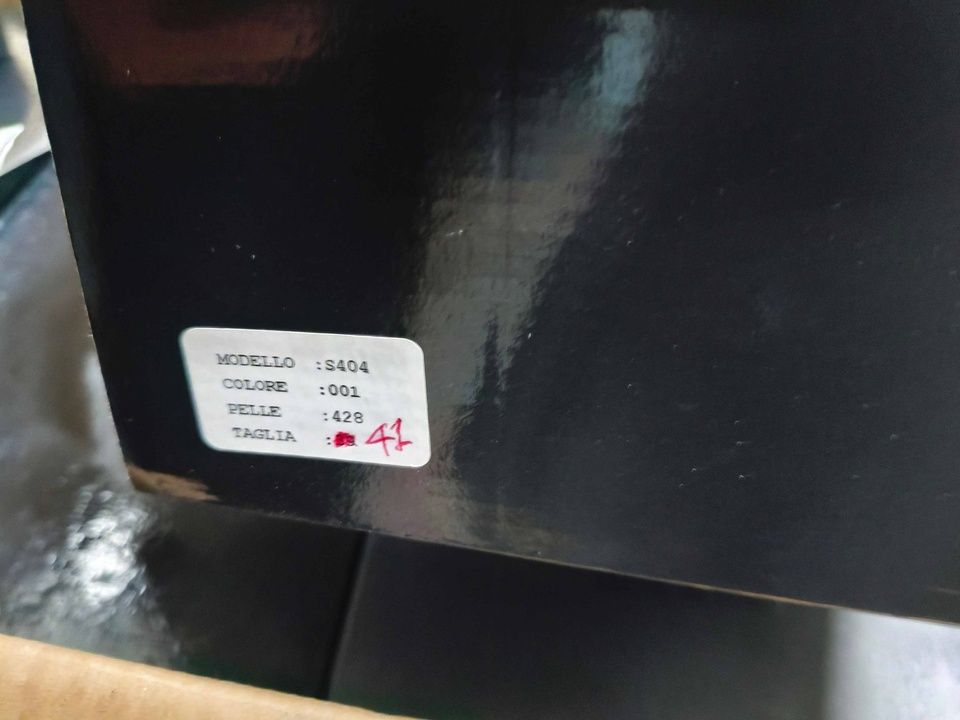 MODELLO :S404
COLORE :001
PELLE :428
TAGLIA : 41